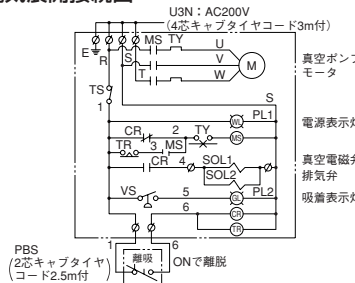 U3N：AC200V
(4芯キャブタイヤコード3m付)
E R S T MS TY U V W M
真空ポンプ
モータ
TS
1
S
WL PL1
電源表示灯
CR 2 TY MS
TR 3 MS
CR 4 SOL1
SOL2
真空電磁弁
排気弁
VS 5 GL PL2
吸着表示灯
6 CR
TR
1 6
PBS
(2芯キャブタイヤ
コード2.5m付)
離吸
ONで離脱